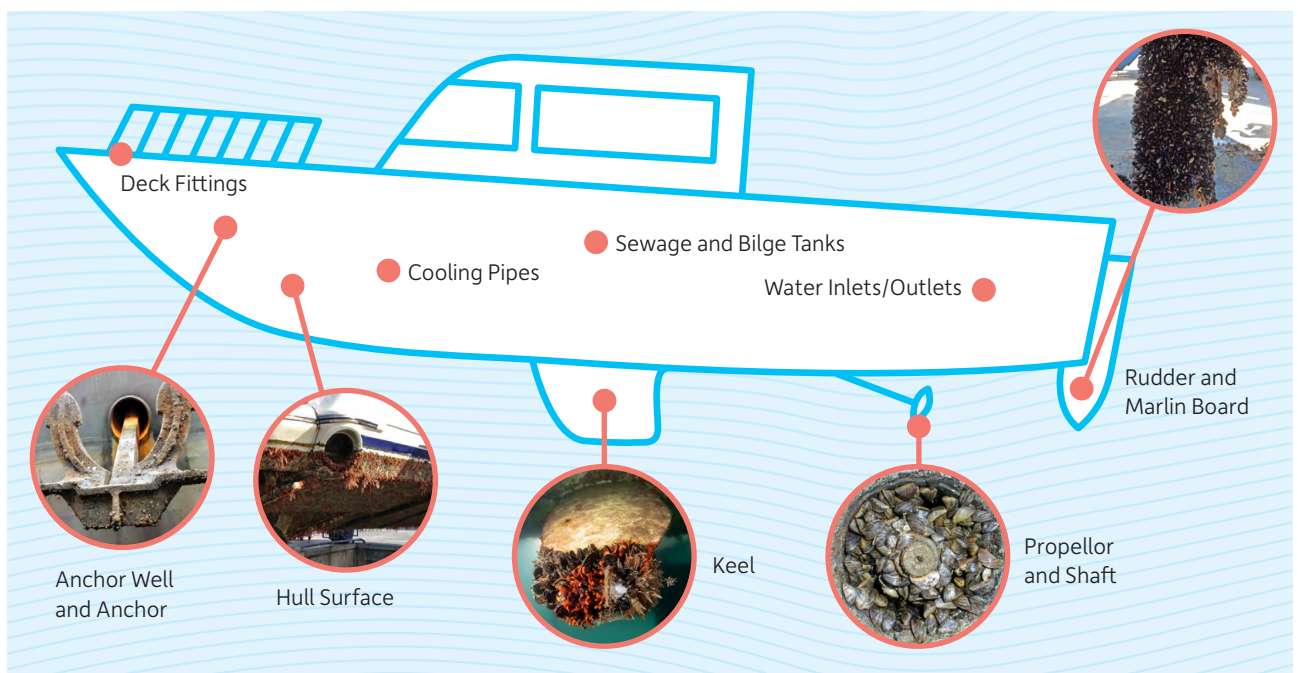 Deck Fittings
Cooling Pipes
Sewage and Bilge Tanks
Water Inlets/Outlets
Rudder and
Marlin Board
Anchor Well
and Anchor
Hull Surface
Keel
Propellor
and Shaft